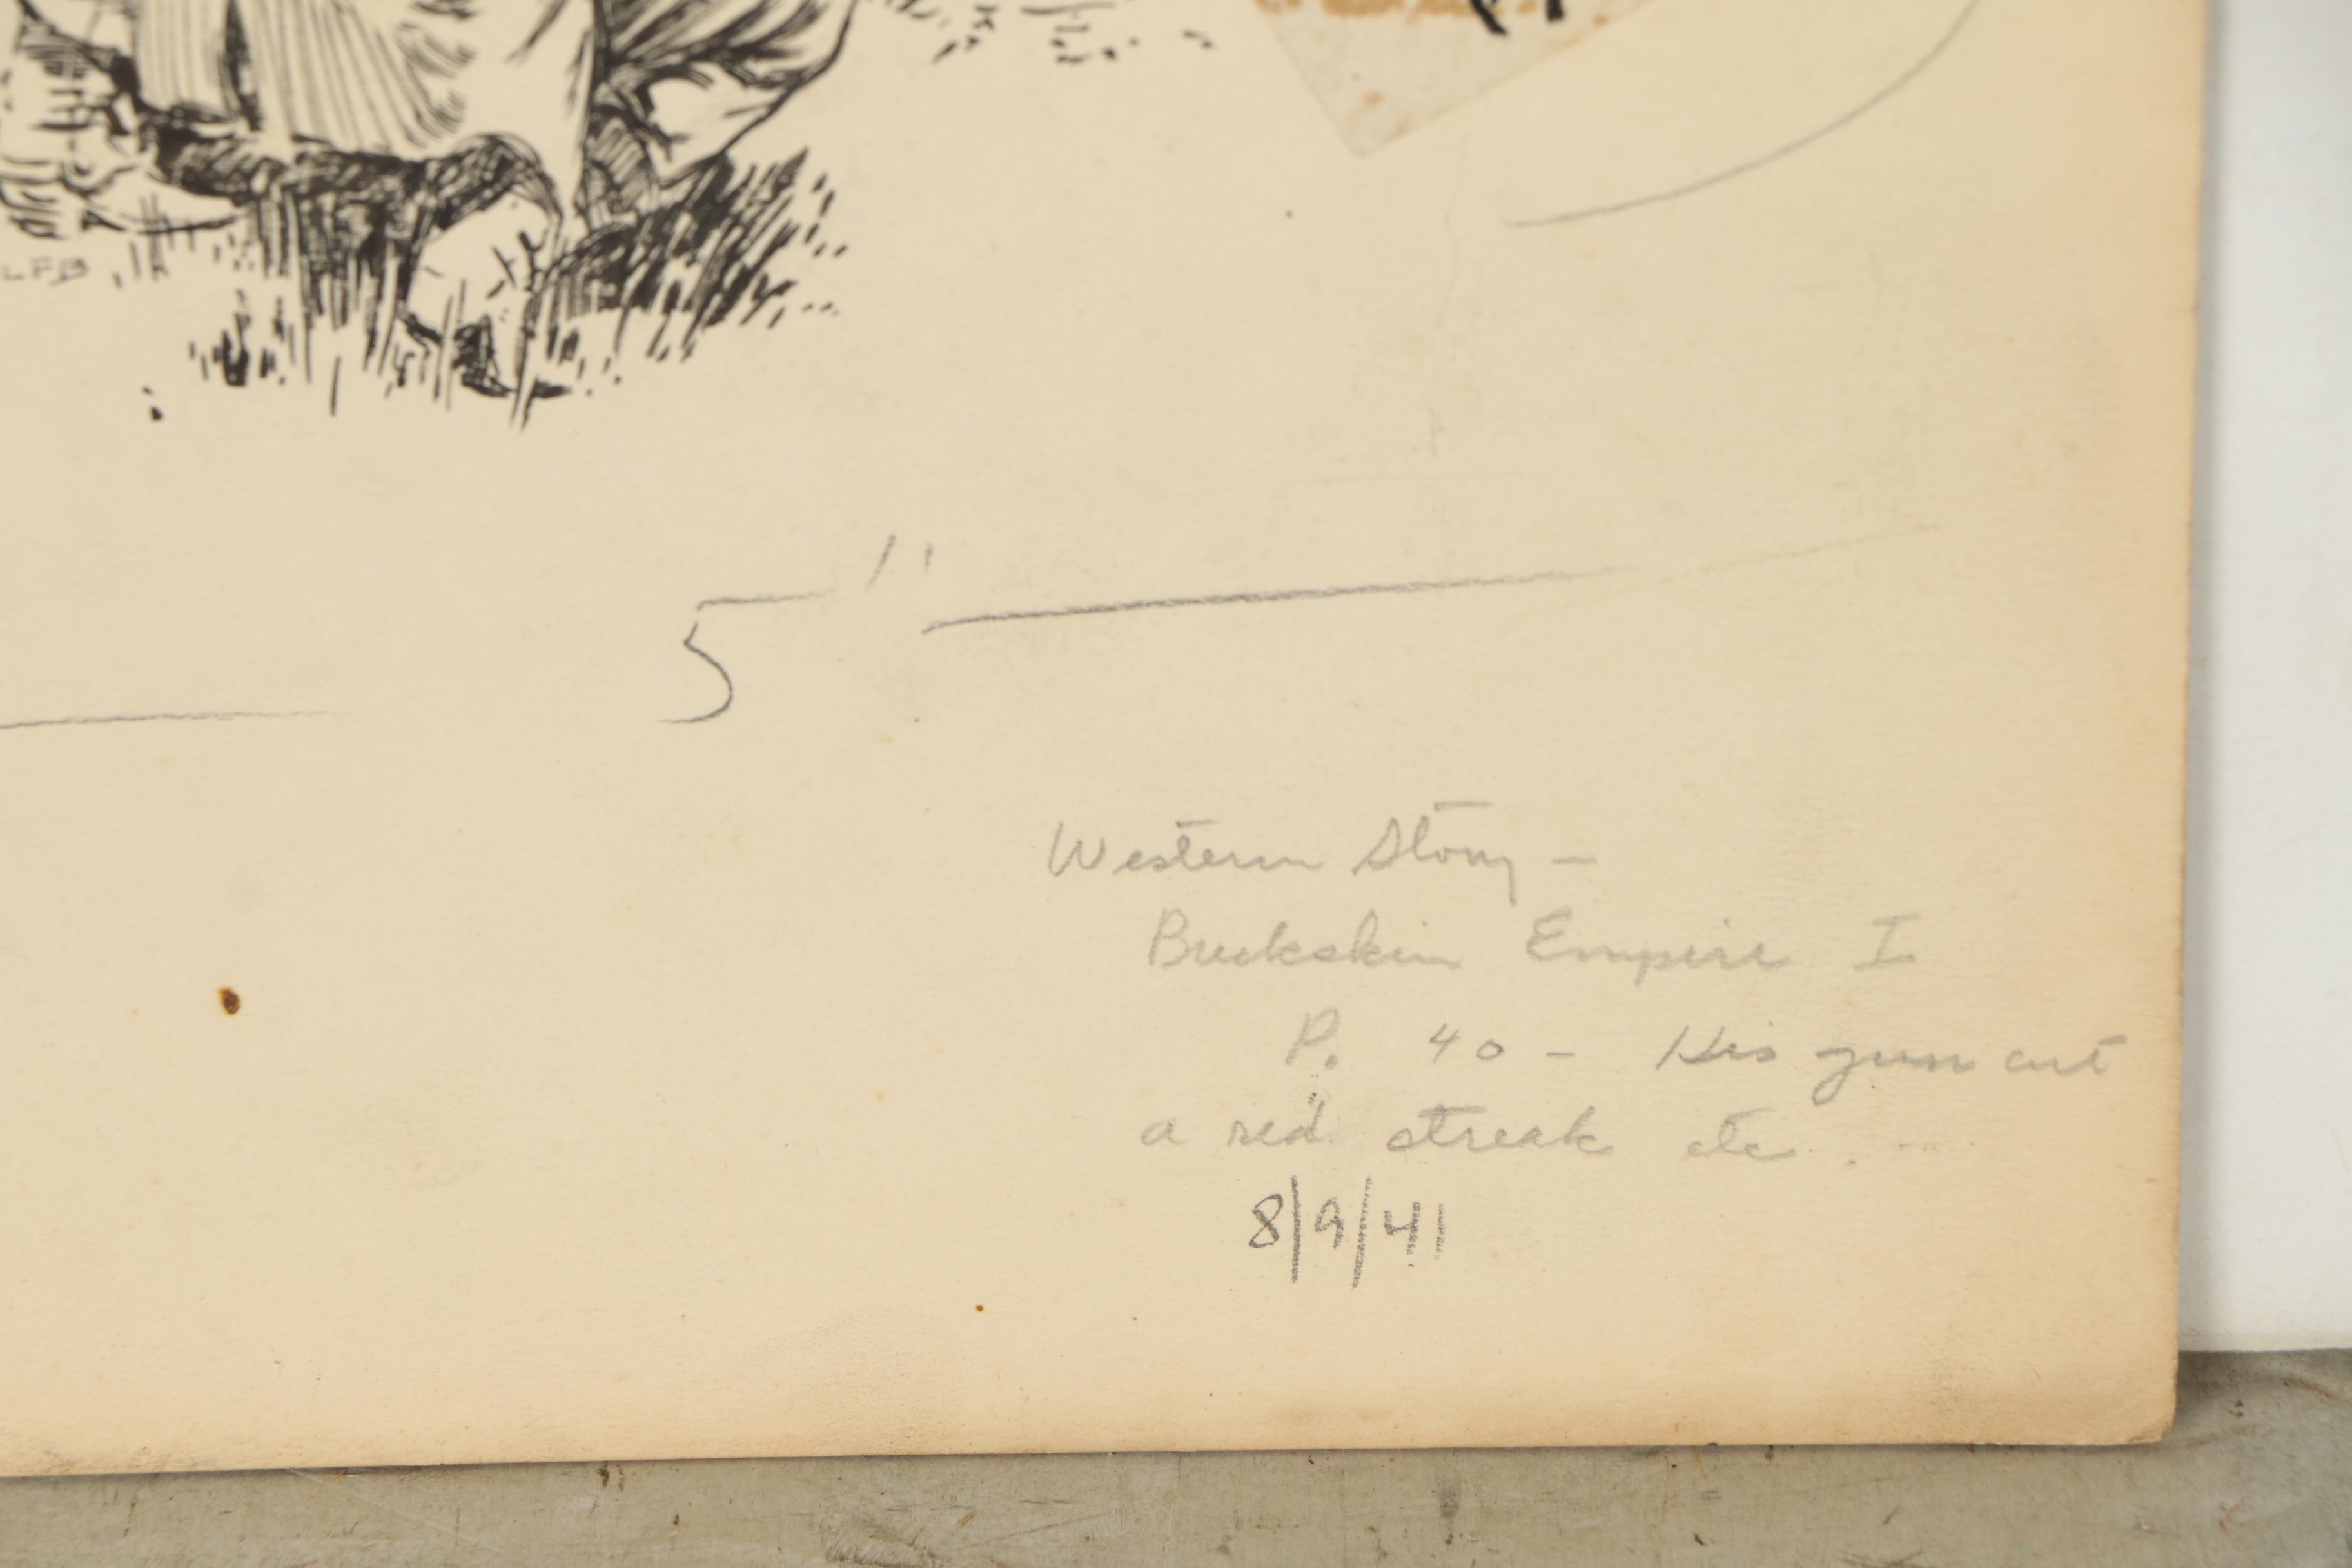 LFB
5"
Western Story —
Buckskin Empire I
P. 40 - His gun cut
a red streak etc.
8/9/41